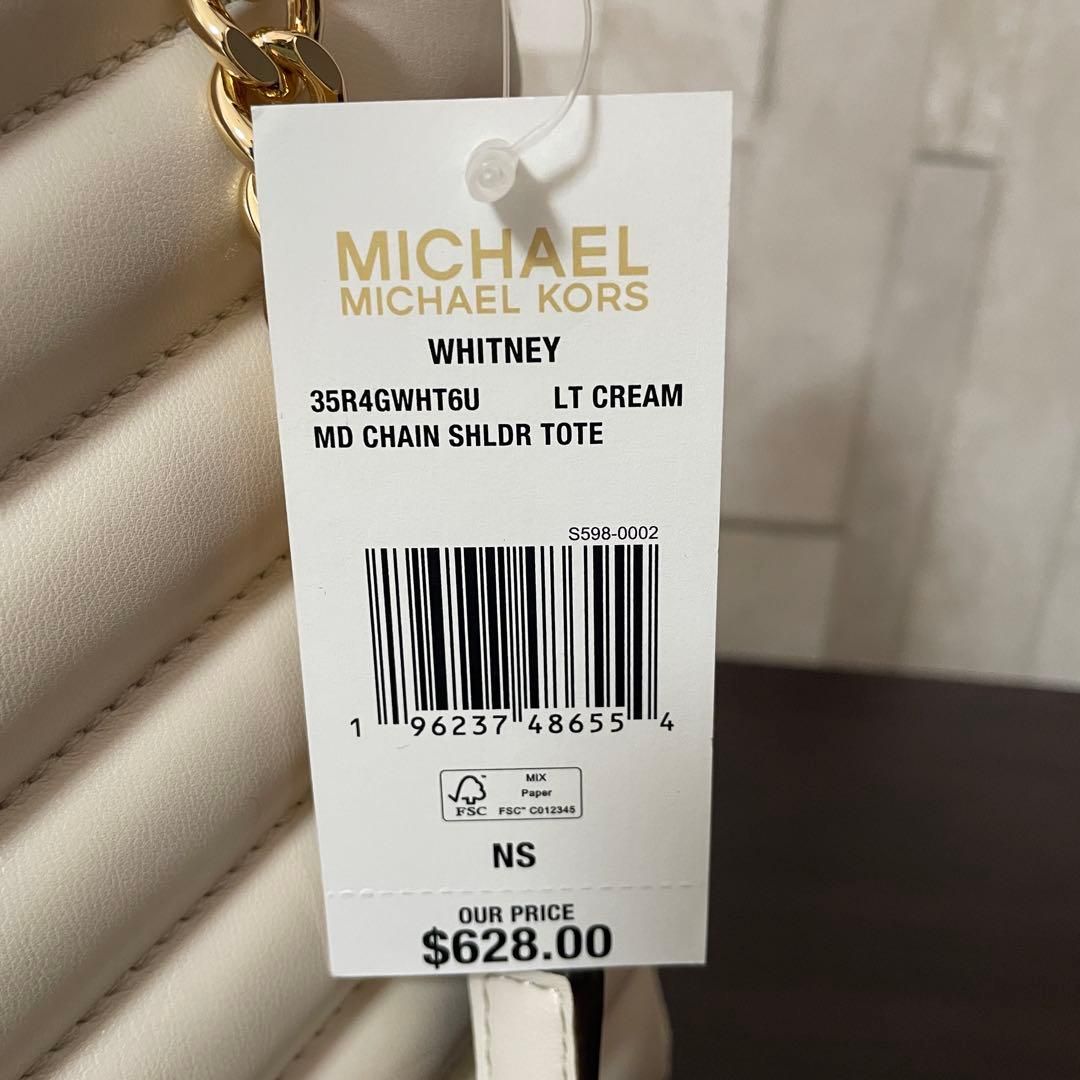 MICHAEL
MICHAEL KORS
WHITNEY
35R4GWHT6U LT CREAM
MD CHAIN SHLDR TOTE
S598-0002
1 96237 48655 4
MIX
Paper
FSC FSC™ C012345
NS
OUR PRICE
$628.00